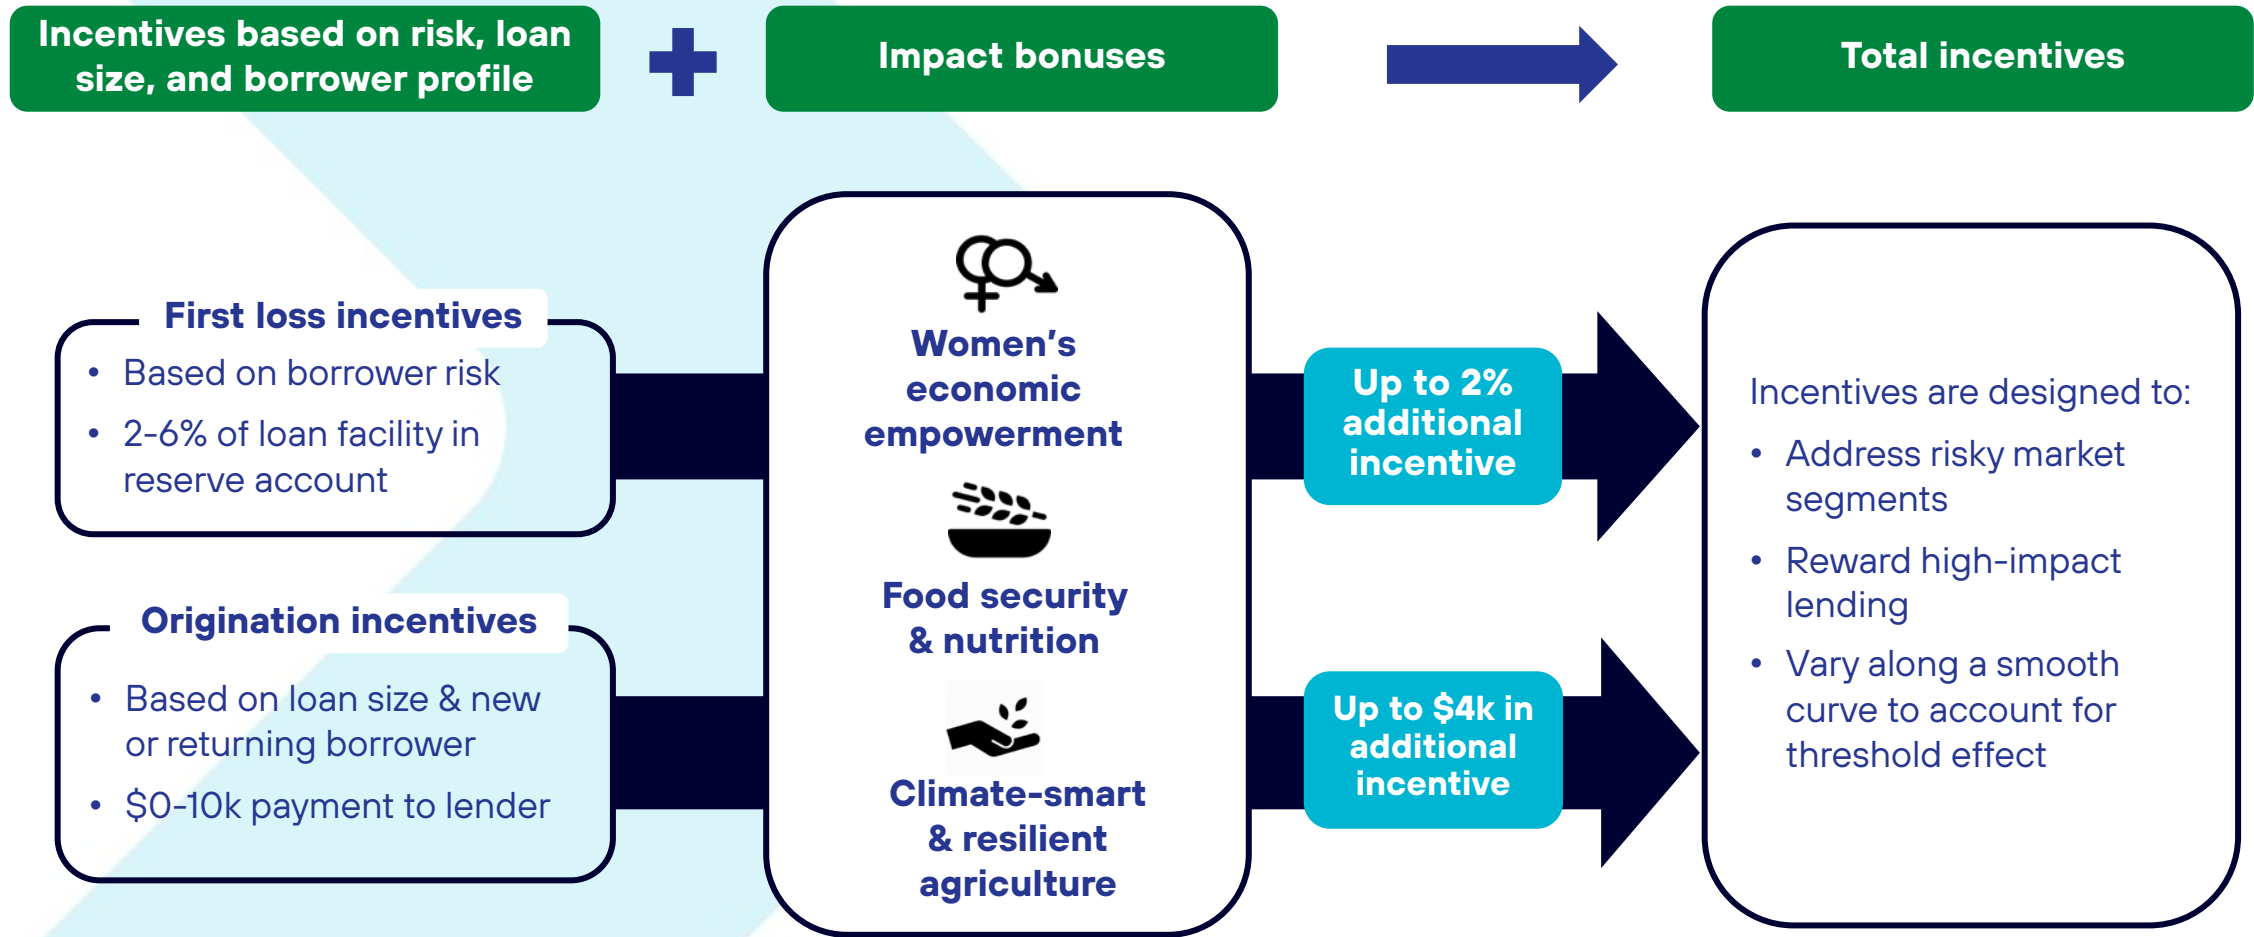 Incentives based on risk, loan
size, and borrower profile
Impact bonuses
Total incentives
First loss incentives
• Based on borrower risk
• 2-6% of loan facility in
reserve account
Origination incentives
• Based on loan size & new
or returning borrower
• $0-10k payment to lender
Women's
economic
empowerment
Food security
& nutrition
Climate-smart
& resilient
agriculture
Up to 2%
additional
incentive
Up to $4k in
additional
incentive
Incentives are designed to:
• Address risky market
segments
• Reward high-impact
lending
• Vary along a smooth
curve to account for
threshold effect